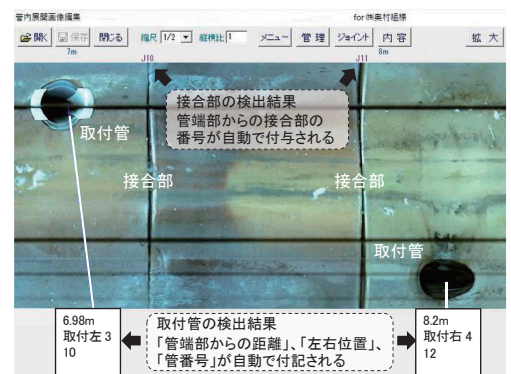 管内展開画像編集 for ㈱奥村組様
開く 保存 閉じる 縮尺 1/2 縦横比 1 メニュー 管 理 ジョイント 内 容 拡 大
7m 8m
J10 J11
接合部の検出結果
管端部からの接合部の
番号が自動で付与される
取付管
接合部 接合部
取付管
6.98m
取付左 3
10
取付管の検出結果
「管端部からの距離」、「左右位置」、
「管番号」が自動で付記される
8.2m
取付右 4
12